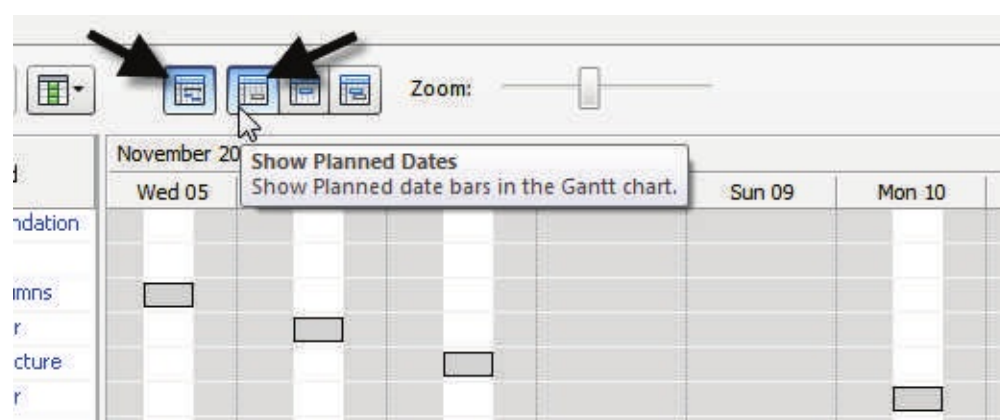 Zoom:
November 20
Show Planned Dates
Show Planned date bars in the Gantt chart.
Wed 05
Sun 09
Mon 10
ndation
mns
r
cture
r